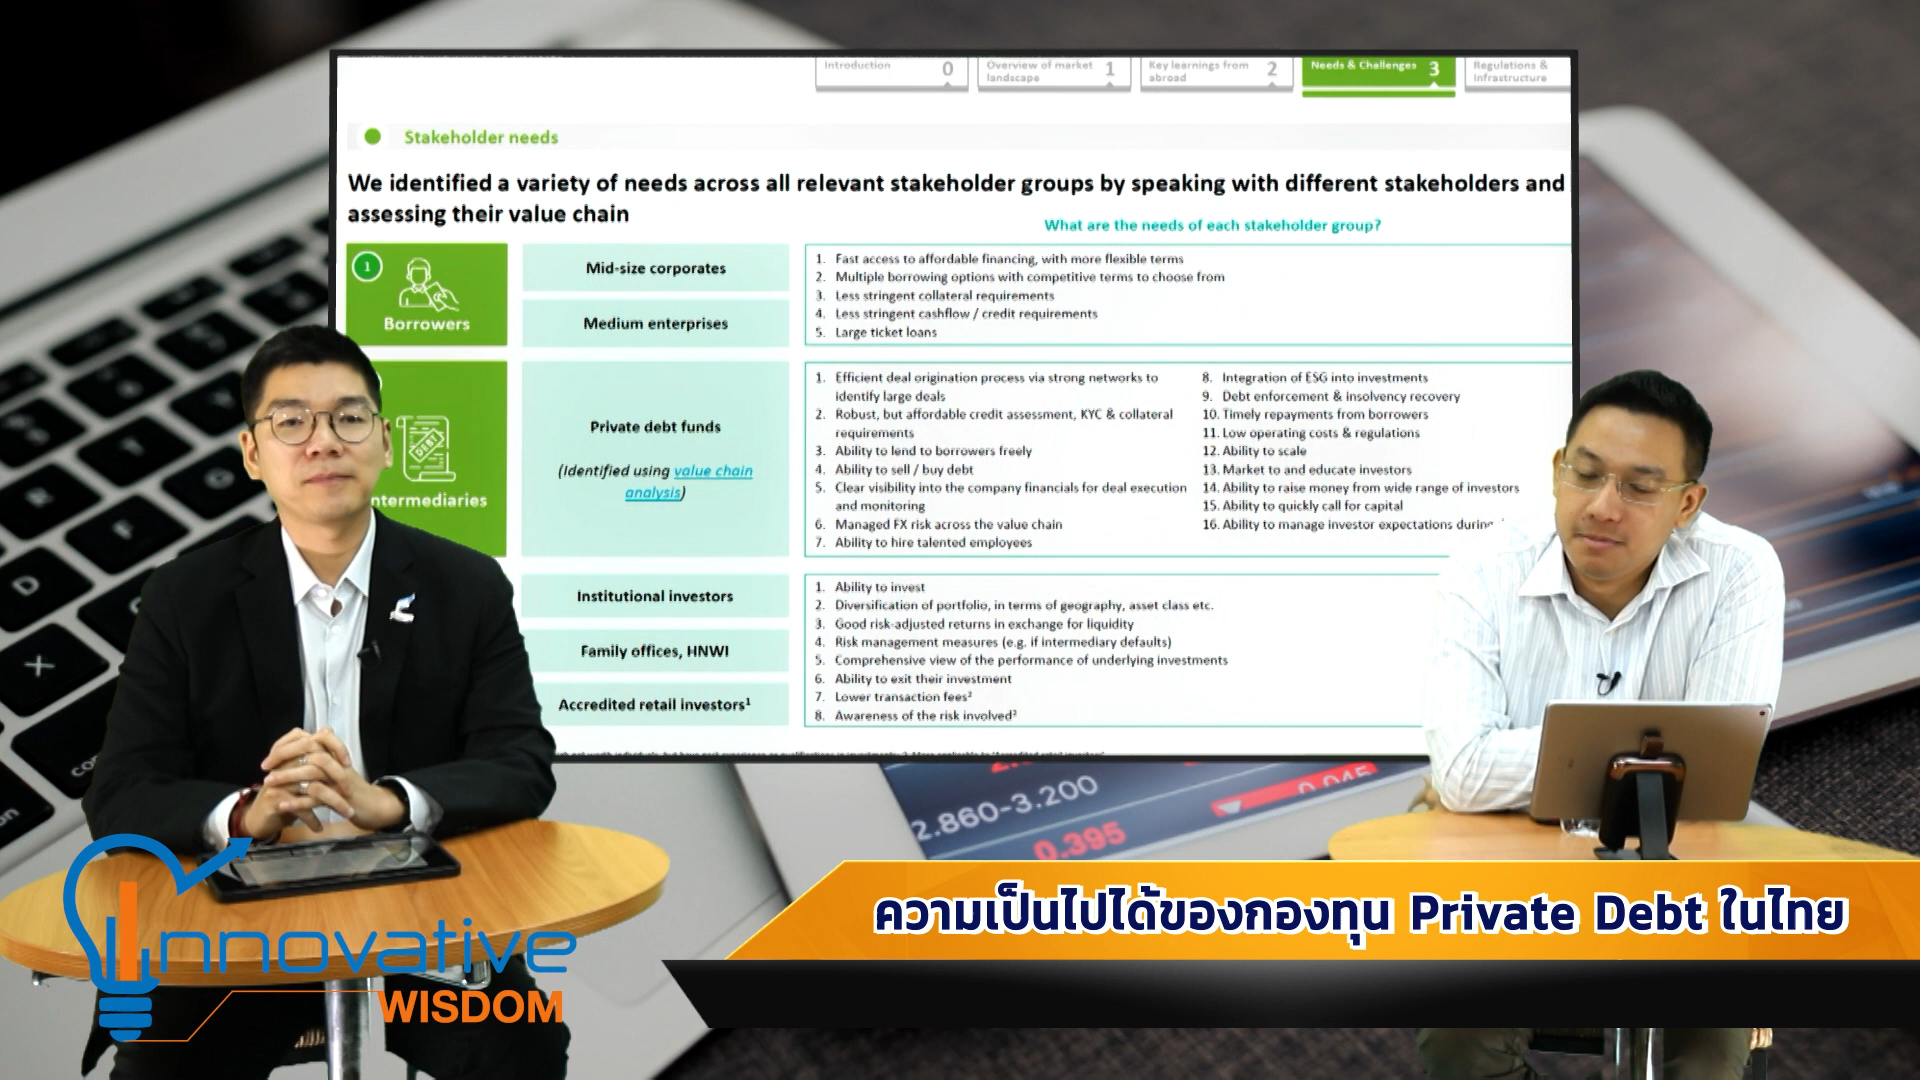 Introduction 0
Overview of market landscape 1
Key learnings from abroad 2
Needs & Challenges 3
Regulations & Infrastructure
Stakeholder needs
We identified a variety of needs across all relevant stakeholder groups by speaking with different stakeholders and
assessing their value chain
What are the needs of each stakeholder group?
1
Borrowers
Mid-size corporates
Medium enterprises
1. Fast access to affordable financing, with more flexible terms
2. Multiple borrowing options with competitive terms to choose from
3. Less stringent collateral requirements
4. Less stringent cashflow / credit requirements
5. Large ticket loans
ntermediaries
DEBT
Private debt funds
(Identified using value chain
analysis)
1. Efficient deal origination process via strong networks to
identify large deals
2. Robust, but affordable credit assessment, KYC & collateral
requirements
3. Ability to lend to borrowers freely
4. Ability to sell / buy debt
5. Clear visibility into the company financials for deal execution
and monitoring
6. Managed FX risk across the value chain
7. Ability to hire talented employees
8. Integration of ESG into investments
9. Debt enforcement & insolvency recovery
10. Timely repayments from borrowers
11. Low operating costs & regulations
12. Ability to scale
13. Market to and educate investors
14. Ability to raise money from wide range of investors
15. Ability to quickly call for capital
16. Ability to manage investor expectations during
Institutional investors
Family offices, HNWI
Accredited retail investors¹
1. Ability to invest
2. Diversification of portfolio, in terms of geography, asset class etc.
3. Good risk-adjusted returns in exchange for liquidity
4. Risk management measures (e.g. if intermediary defaults)
5. Comprehensive view of the performance of underlying investments
6. Ability to exit their investment
7. Lower transaction fees²
8. Awareness of the risk involved²
2.860-3.200
0.395
0.045
ความเป็นไปได้ของกองทุน Private Debt ในไทย
Innovative
WISDOM